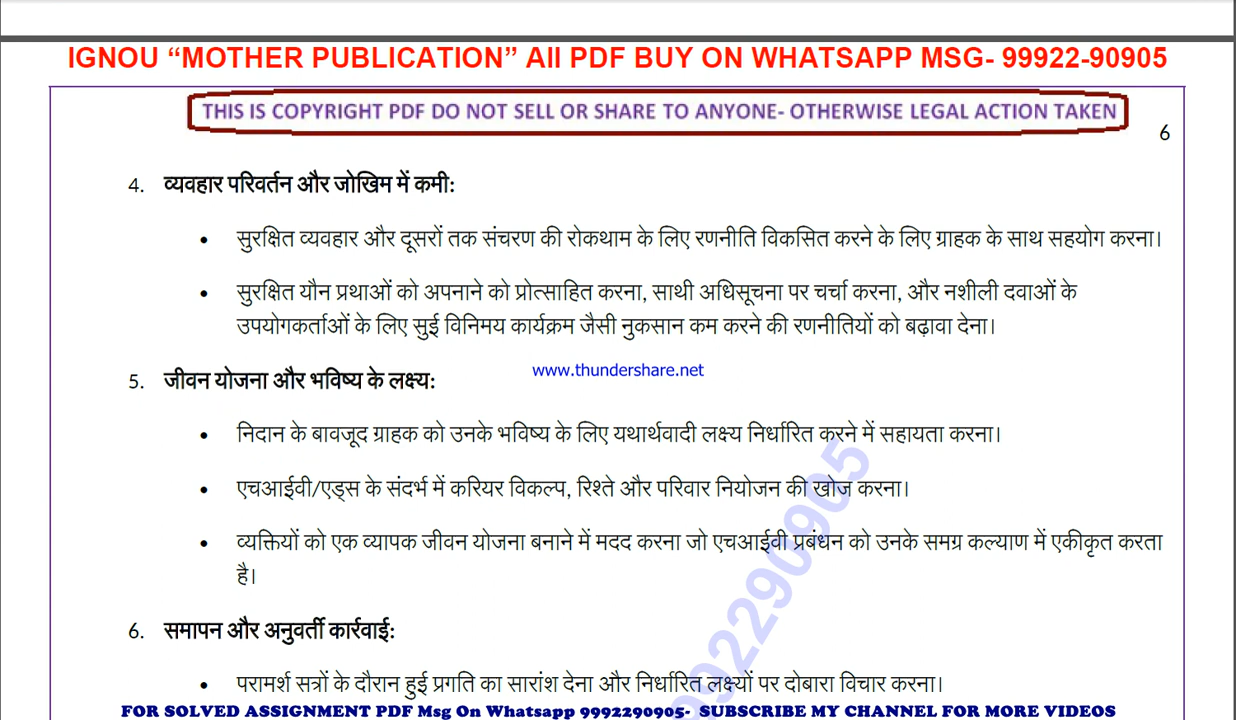 IGNOU “MOTHER PUBLICATION” All PDF BUY ON WHATSAPP MSG- 99922-90905
THIS IS COPYRIGHT PDF DO NOT SELL OR SHARE TO ANYONE- OTHERWISE LEGAL ACTION TAKEN
6
4. व्यवहार परिवर्तन और जोखिम में कमी:
• सुरक्षित व्यवहार और दूसरों तक संचरण की रोकथाम के लिए रणनीति विकसित करने के लिए ग्राहक के साथ सहयोग करना।
• सुरक्षित यौन प्रथाओं को अपनाने को प्रोत्साहित करना, साथी अधिसूचना पर चर्चा करना, और नशीली दवाओं के
उपयोगकर्ताओं के लिए सुई विनिमय कार्यक्रम जैसी नुकसान कम करने की रणनीतियों को बढ़ावा देना।
www.thundershare.net
5. जीवन योजना और भविष्य के लक्ष्य:
• निदान के बावजूद ग्राहक को उनके भविष्य के लिए यथार्थवादी लक्ष्य निर्धारित करने में सहायता करना।
• एचआईवी/एड्स के संदर्भ में करियर विकल्प, रिश्ते और परिवार नियोजन की खोज करना।
• व्यक्तियों को एक व्यापक जीवन योजना बनाने में मदद करना जो एचआईवी प्रबंधन को उनके समग्र कल्याण में एकीकृत करता
है।
6. समापन और अनुवर्ती कार्रवाई:
• परामर्श सत्रों के दौरान हुई प्रगति का सारांश देना और निर्धारित लक्ष्यों पर दोबारा विचार करना।
9992290905
FOR SOLVED ASSIGNMENT PDF Msg On Whatsapp 9992290905- SUBSCRIBE MY CHANNEL FOR MORE VIDEOS